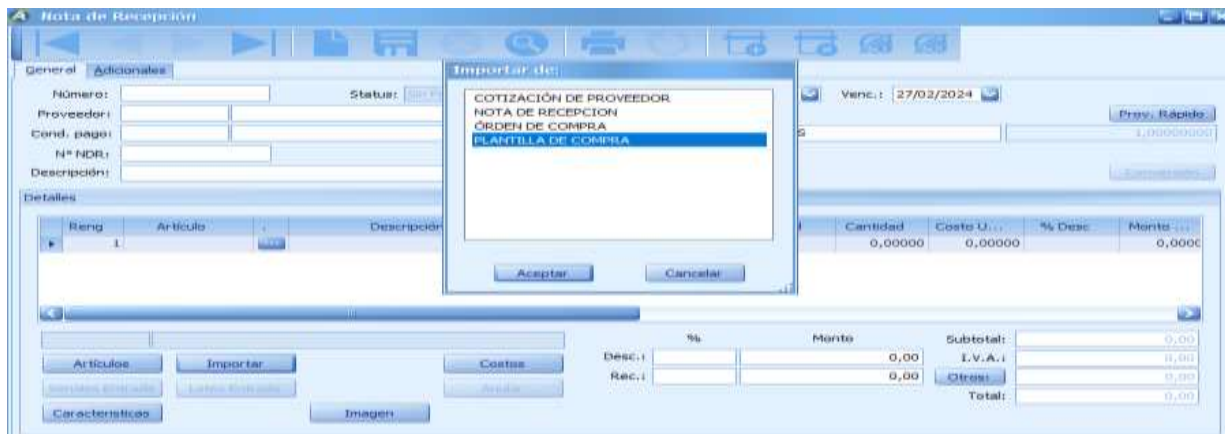 Nota de Recepción
General Adicionales
Importar de:
COTIZACIÓN DE PROVEEDOR
NOTA DE RECEPCION
ÓRDEN DE COMPRA
PLANTILLA DE COMPRA
Aceptar Cancelar
Número: Status: Venc.: 27/02/2024
Proveedor: Prov. Rápido
Cond. pago: S 1,00000000
N° NDR:
Descripción:
Detalles
Reng Artículo Descripción Cantidad Costo U... % Desc Monto ...
1 0,00000 0,00000 0,0000
% Monto Subtotal: 0,00
Artículos Importar Costos Desc.: 0,00 I.V.A.: 0,00
Rec.: 0,00 Otros: 0,00
Total: 0,00
Características Imagen